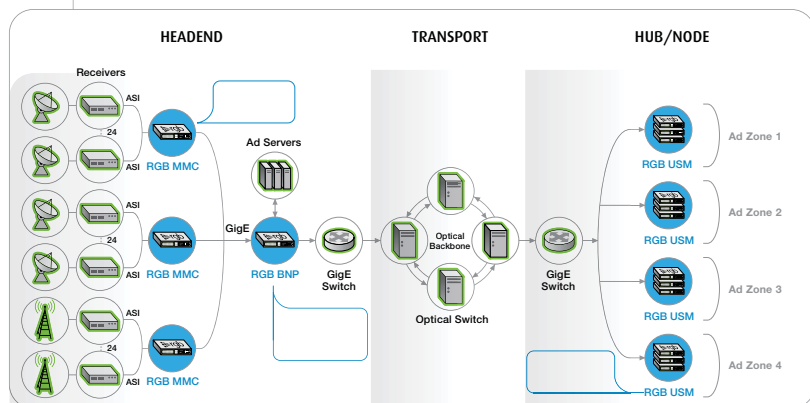 HEADEND
TRANSPORT
HUB/NODE
Receivers
ASI
24
ASI
RGB MMC
ASI
24
ASI
RGB MMC
ASI
24
ASI
RGB MMC
GigE
Ad Servers
RGB BNP
GigE
Switch
Optical
Backbone
Optical Switch
GigE
Switch
RGB USM
Ad Zone 1
RGB USM
Ad Zone 2
RGB USM
Ad Zone 3
RGB USM
Ad Zone 4